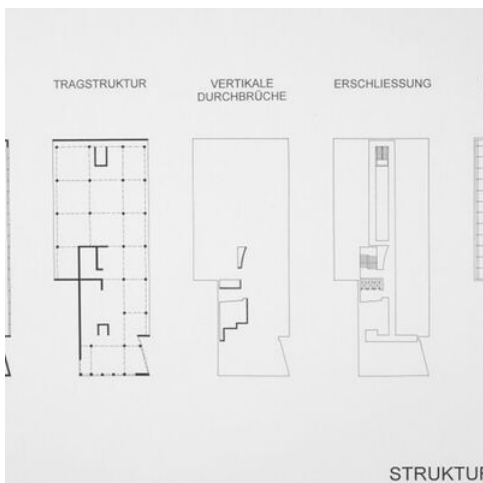 TRAGSTRUKTUR
VERTIKALE
DURCHBRÜCHE
ERSCHLIESSUNG
STRUKTUR